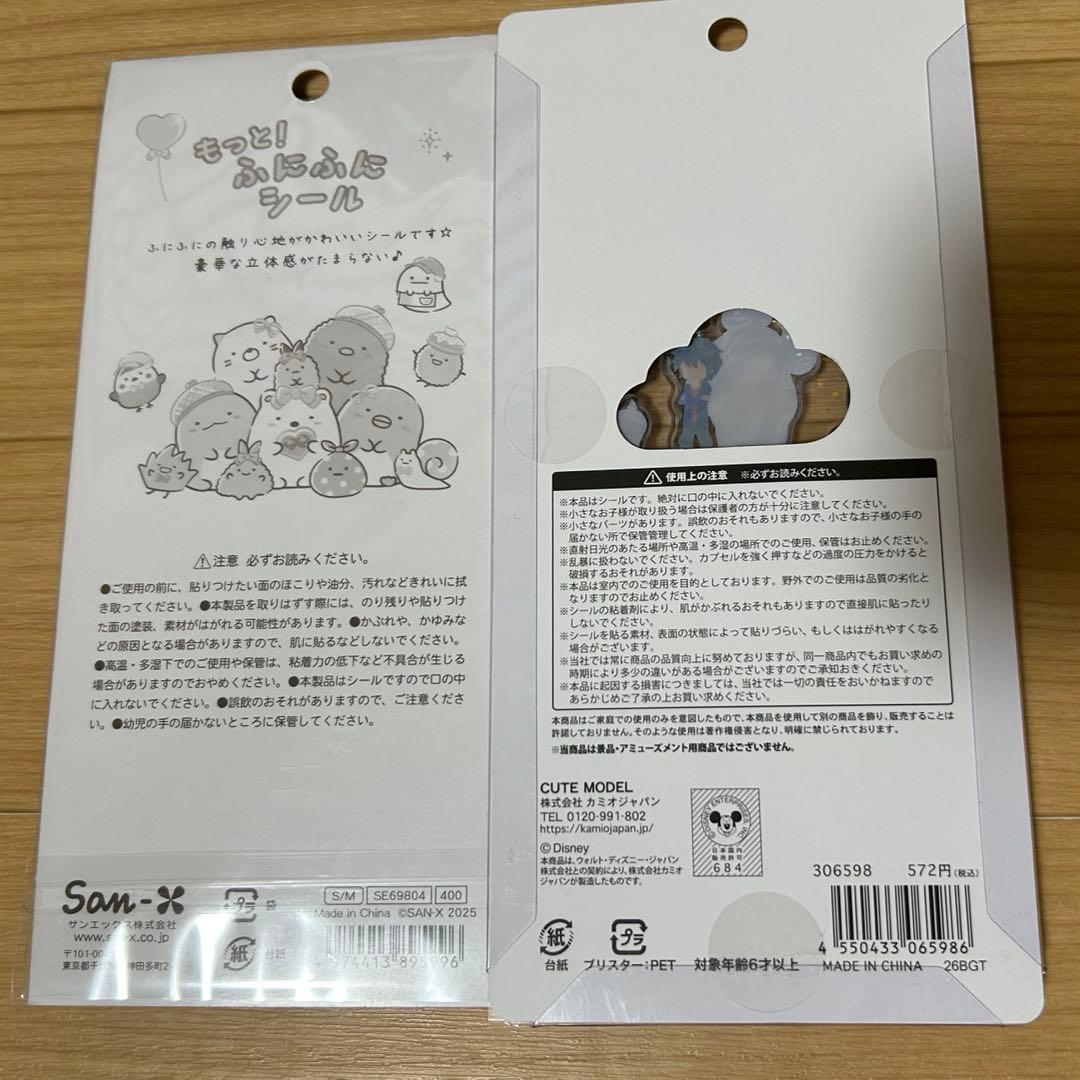 もっと!
ふにふに
シール
ふにふにの触り心地がかわいいシールです☆
豪華な立体感がたまらない♪
⚠注意 必ずお読みください。
●ご使用の前に、貼りつけたい面のほこりや油分、汚れなどきれいに拭
き取ってください。●本製品を取りはずす際には、のり残りや貼りつけ
た面の塗装、素材がはがれる可能性があります。●かぶれや、かゆみな
どの原因となる場合がありますので、肌に貼るなどしないでください。
●高温・多湿下でのご使用や保管は、粘着力の低下など不具合が生じる
場合がありますのでおやめください。●本製品はシールですので口の中
に入れないでください。●誤飲のおそれがありますので、ご注意くださ
い。●幼児の手の届かないところに保管してください。
San-X
サンエックス株式会社
www.san-x.co.jp
〒101-00
東京都千 神田多町2-
プラ 袋
紙 台紙
S/M SE69804 400
Made in China ©SAN-X 2025
4 974413 895996
⚠ 使用上の注意 ※必ずお読みください。
※本品はシールです。絶対に口の中に入れないでください。
※小さなお子様が取り扱う場合は保護者の方が十分に注意してください。
※小さなパーツがあります。誤飲のおそれもありますので、小さなお子様の手の
届かない所で保管管理してください。
※直射日光のあたる場所や高温・多湿の場所でのご使用、保管はお止めください。
※乱暴に扱わないでください。カプセルを強く押すなどの過度の圧力をかけると
破損するおそれがあります。
※本品は室内でのご使用を目的としております。野外でのご使用は品質の劣化と
なりますのでお止めください。
※シールの粘着剤により、肌がかぶれるおそれもありますので直接肌に貼ったり
しないでください。
※シールを貼る素材、表面の状態によって貼りづらい、もしくははがれやすくなる
場合がございます。
※当社では常に商品の品質向上に努めておりますが、同一商品内でもお買い求めの
時期により多少の違いがある場合がございますのでご承知おきください。
※本品に起因する損害につきましては、当社では一切の責任をおいかねますので
あらかじめご了承の上お買い求めください。
本商品はご家庭での使用のみを意図したもので、本商品を使用して別の商品を飾り、販売することは
許諾しておりません。そのような使用は著作権侵害となり、明確に禁じられております。
※当商品は景品・アミューズメント用商品ではございません。
CUTE MODEL
株式会社 カミオジャパン
TEL 0120-991-802
https://kamiojapan.jp/
©Disney
本商品は、ウォルト・ディズニー・ジャパン
株式会社との契約により、株式会社カミオ
ジャパンが製造したものです。
©DISNEY ENTERPRISES, INC.
日本国内
販売許可
684
306598 572円(税込)
4 550433 065986
紙 台紙
プラ ブリスター:PET
対象年齢6才以上 MADE IN CHINA 26BGT